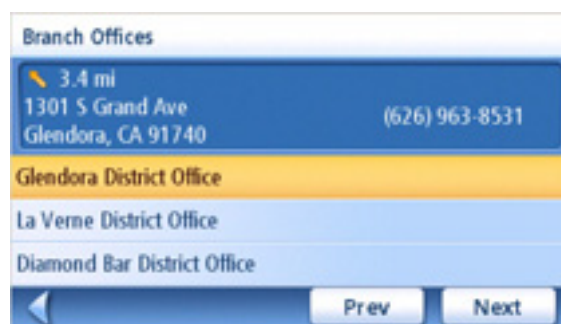 Branch Offices
3.4 mi
1301 S Grand Ave
(626) 963-8531
Glendora, CA 91740
Glendora District Office
La Verne District Office
Diamond Bar District Office
Prev Next